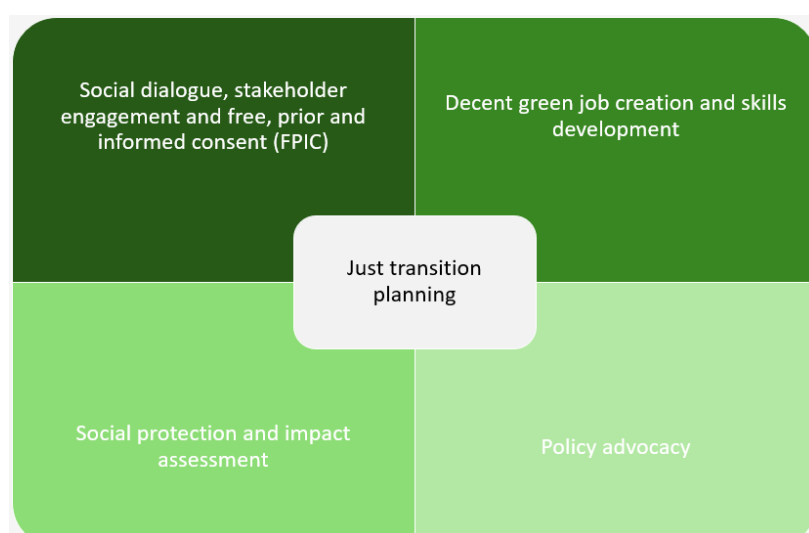 Social dialogue, stakeholder
engagement and free, prior and
informed consent (FPIC)
Decent green job creation and skills
development
Just transition
planning
Social protection and impact
assessment
Policy advocacy